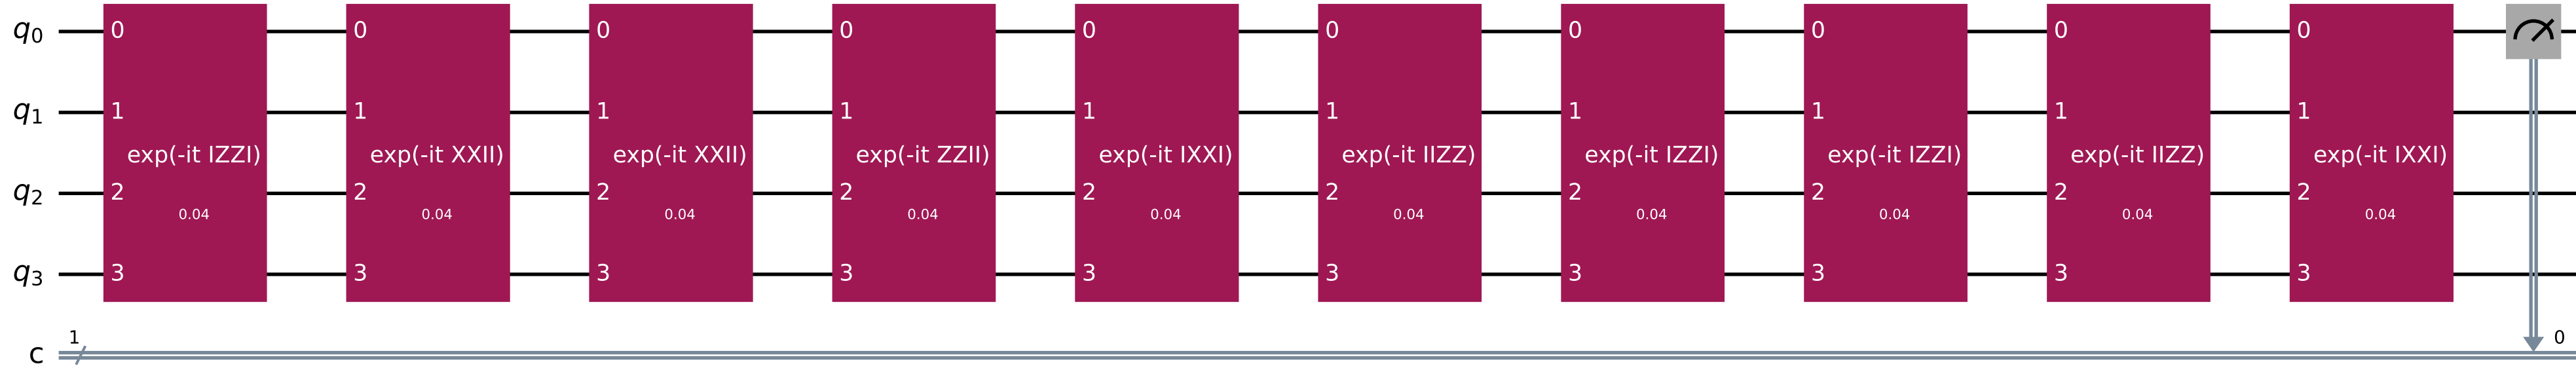 q0 0 0 0 0 0 0 0 0 0 0
q1 1 1 1 1 1 1 1 1 1 1
exp(-it IZZI) exp(-it XXII) exp(-it XXII) exp(-it ZZII) exp(-it IXXI) exp(-it IIZZ) exp(-it IZZI) exp(-it IZZI) exp(-it IIZZ) exp(-it IXXI)
q2 2 2 2 2 2 2 2 2 2 2
0.04 0.04 0.04 0.04 0.04 0.04 0.04 0.04 0.04 0.04
q3 3 3 3 3 3 3 3 3 3 3
1 0
c